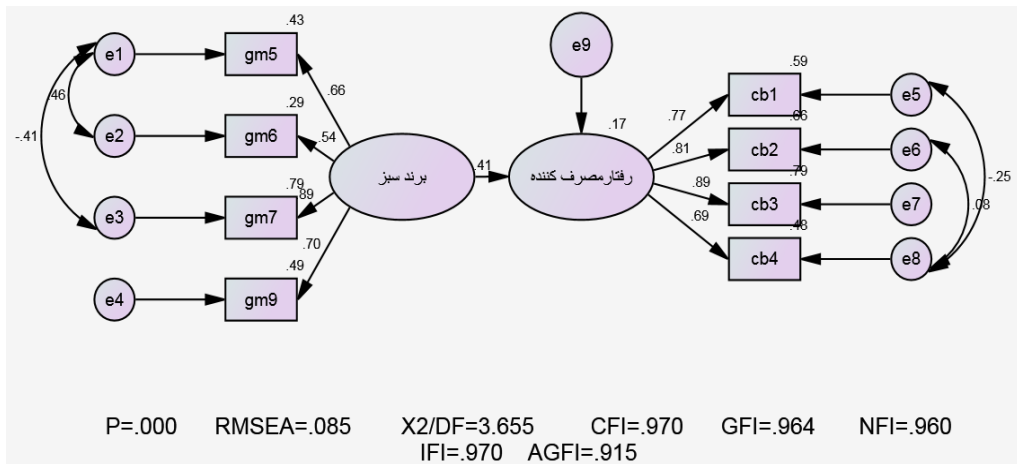 .43
e1 gm5 e9
.59
.46 .66 .77 cb1 e5
.29 .66
-.41 e2 gm6 .54 .17 .81 cb2 e6
برند سبز .41 رفتارمصرف کننده -.25
.79 .89 .79
e3 gm7 .89 cb3 e7 .08
.70 .69 .48
.49 cb4 e8
e4 gm9
P=.000 RMSEA=.085 X2/DF=3.655 CFI=.970 GFI=.964 NFI=.960
IFI=.970 AGFI=.915